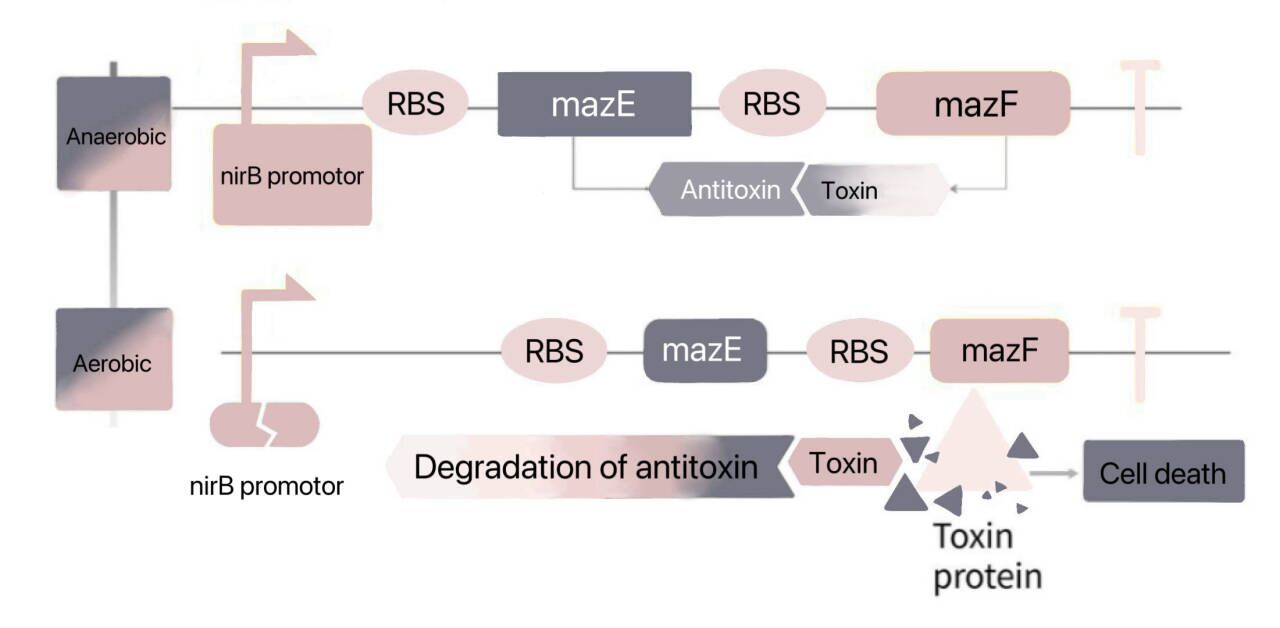 Anaerobic
nirB promotor
RBS
mazE
RBS
mazF
Antitoxin
Toxin
Aerobic
nirB promotor
RBS
mazE
RBS
mazF
Degradation of antitoxin
Toxin
Toxin
protein
Cell death